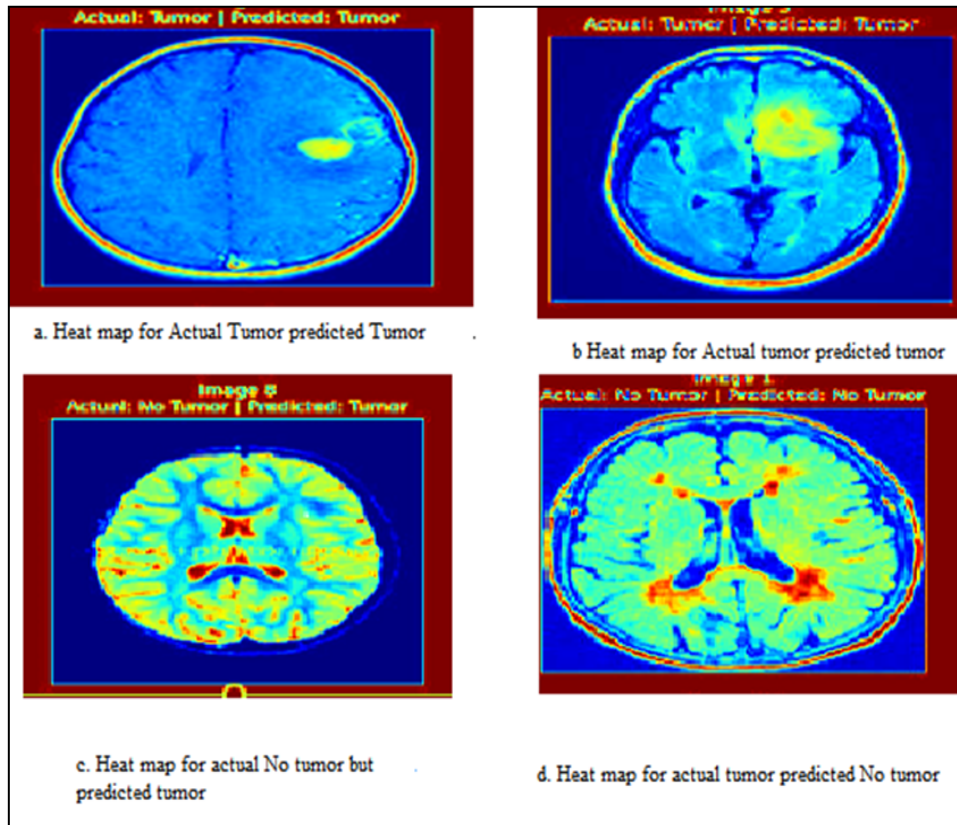 Actual: Tumor | Predicted: Tumor
Actual: Tumor | Predicted: Tumor
a. Heat map for Actual Tumor predicted Tumor
b Heat map for Actual tumor predicted tumor
Image 8
Actual: No Tumor | Predicted: Tumor
Image 1
Actual: No Tumor | Predicted: No Tumor
c. Heat map for actual No tumor but
predicted tumor
d. Heat map for actual tumor predicted No tumor